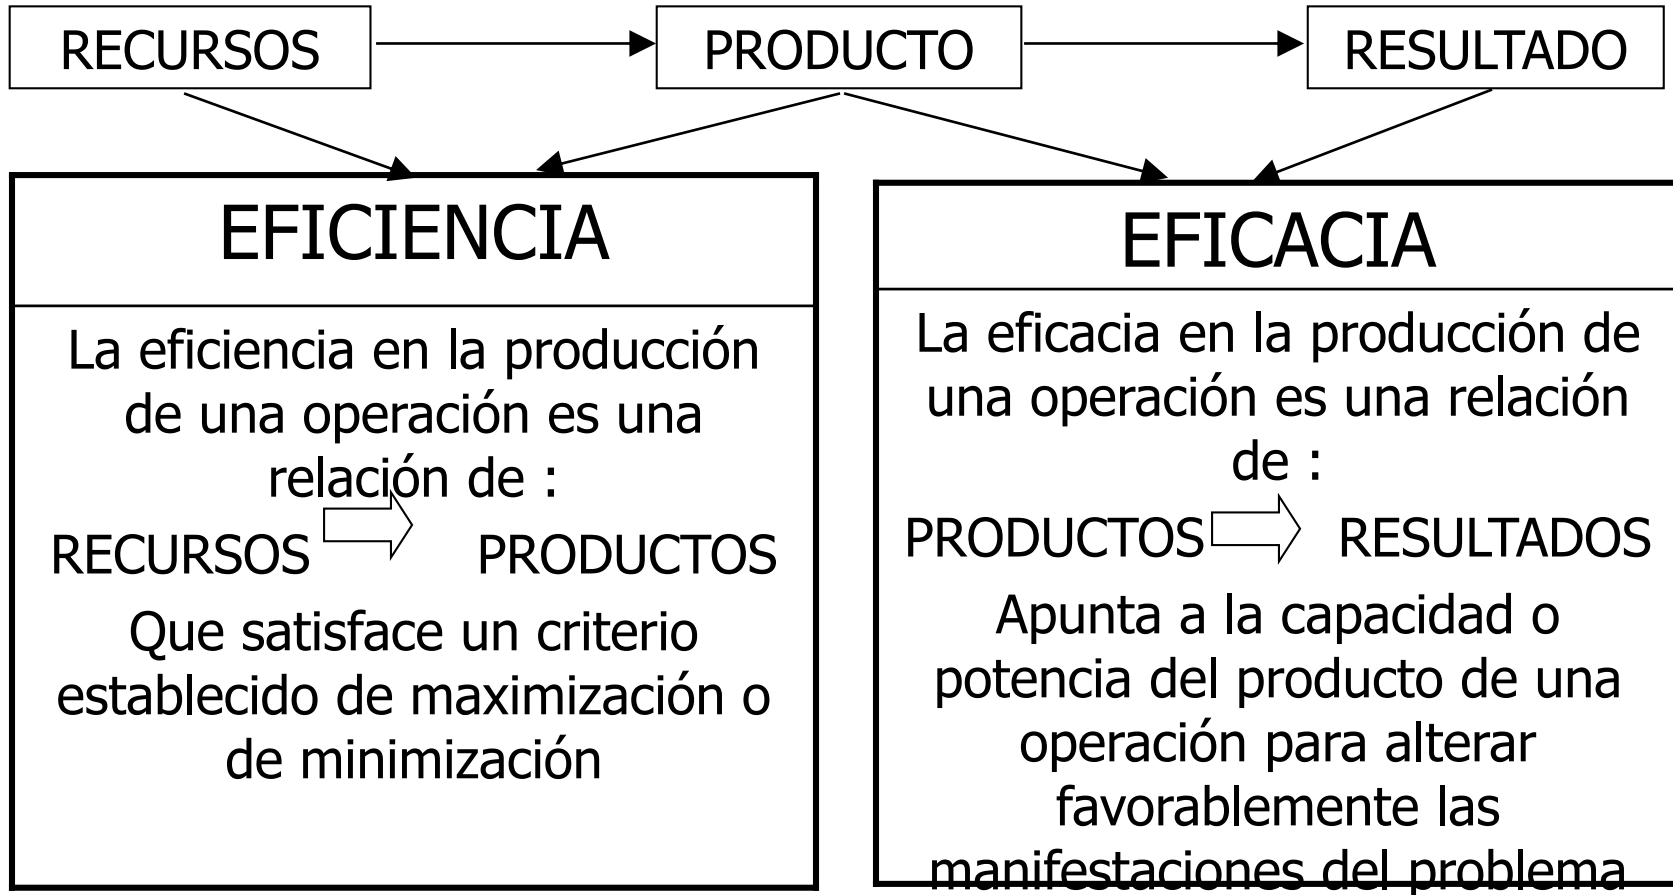 RECURSOS
PRODUCTO
RESULTADO
EFICIENCIA
La eficiencia en la producción
de una operación es una
relación de :
RECURSOS PRODUCTOS
Que satisface un criterio
establecido de maximización o
de minimización
EFICACIA
La eficacia en la producción de
una operación es una relación
de :
PRODUCTOS RESULTADOS
Apunta a la capacidad o
potencia del producto de una
operación para alterar
favorablemente las
manifestaciones del problema